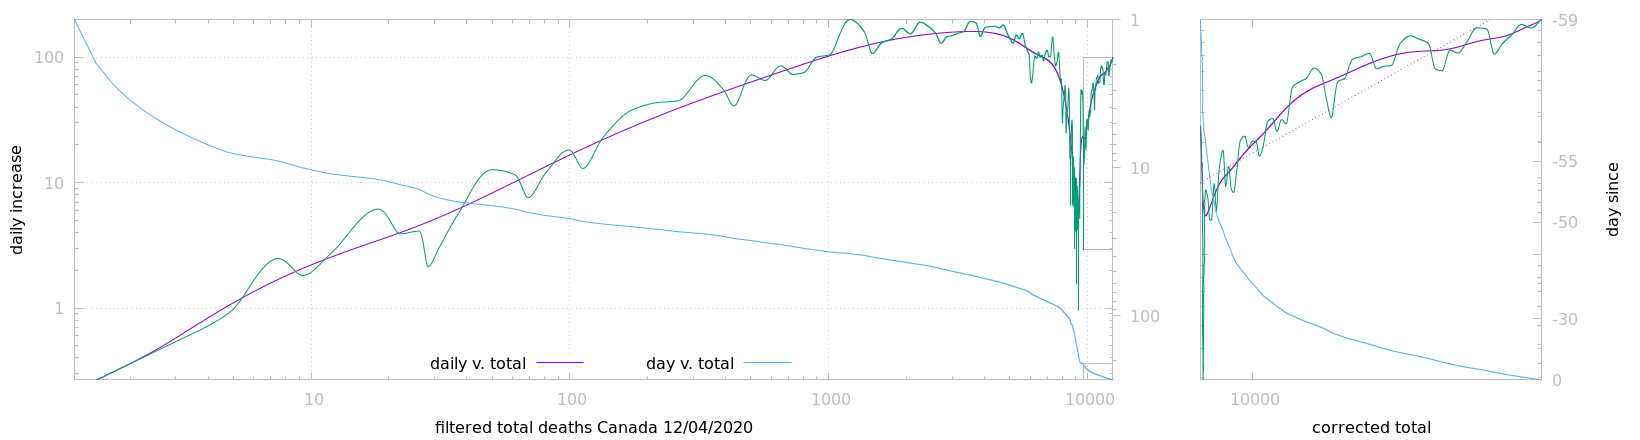 100
10
1
daily increase
daily v. total
day v. total
10
100
1000
10000
filtered total deaths Canada 12/04/2020
1
10
100
10000
corrected total
-59
-55
-50
-30
0
day since